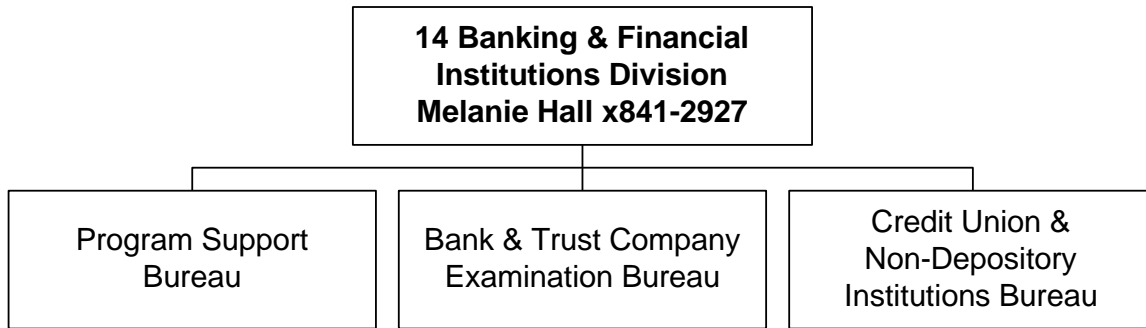 14 Banking & Financial
Institutions Division
Melanie Hall x841-2927
Program Support
Bureau
Bank & Trust Company
Examination Bureau
Credit Union &
Non-Depository
Institutions Bureau